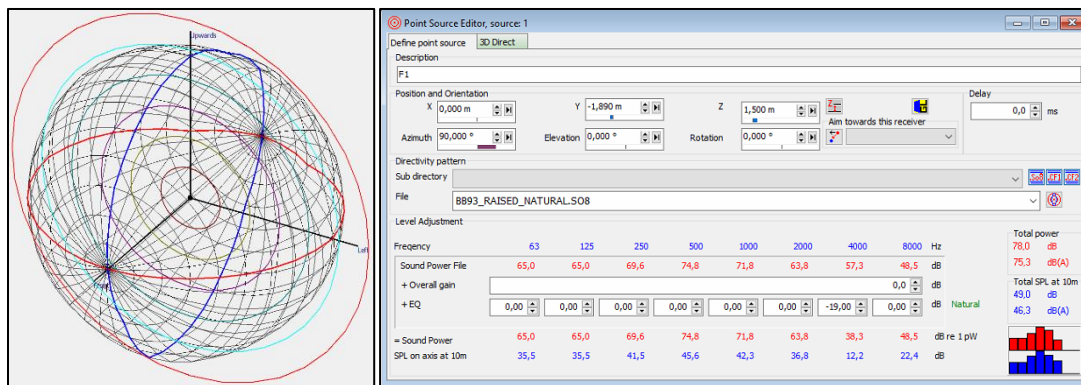 Upwards
Left
Front
Point Source Editor, source: 1
Define point source 3D Direct
Description
F1
Position and Orientation
Delay
X 0,000 m Y -1,890 m Z 1,500 m 0,0 ms
Aim towards this receiver
Azimuth 90,000 ° Elevation 0,000 ° Rotation 0,000 °
Directivity pattern
Sub directory .So8 .CF1 .CF2
File BB93_RAISED_NATURAL.SO8
Level Adjustment
Total power
Freqency 63 125 250 500 1000 2000 4000 8000 Hz 78,0 dB
Sound Power File 65,0 65,0 69,6 74,8 71,8 63,8 57,3 48,5 dB 75,3 dB(A)
+ Overall gain 0,0 dB
Total SPL at 10m
49,0 dB
+ EQ 0,00 0,00 0,00 0,00 0,00 0,00 -19,00 0,00 dB Natural 46,3 dB(A)
= Sound Power 65,0 65,0 69,6 74,8 71,8 63,8 38,3 48,5 dB re 1 pW
SPL on axis at 10m 35,5 35,5 41,5 45,6 42,3 36,8 12,2 22,4 dB